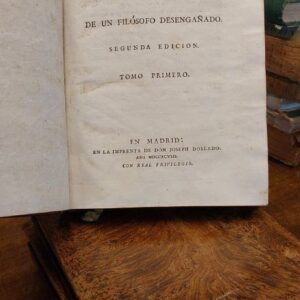 DE UN FILÓSOFO DESENGAÑADO.
SEGUNDA EDICION.
TOMO PRIMERO.
EN MADRID:
EN LA IMPRENTA DE DON JOSEPH DOBLADO.
CON REAL PRIVILEGIO.